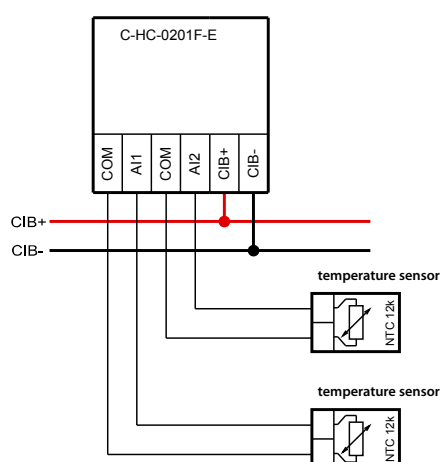 C-HC-0201F-E
COM
AI1
COM
AI2
CIB+
CIB-
CIB+
CIB-
temperature sensor
NTC 12k
temperature sensor
NTC 12k